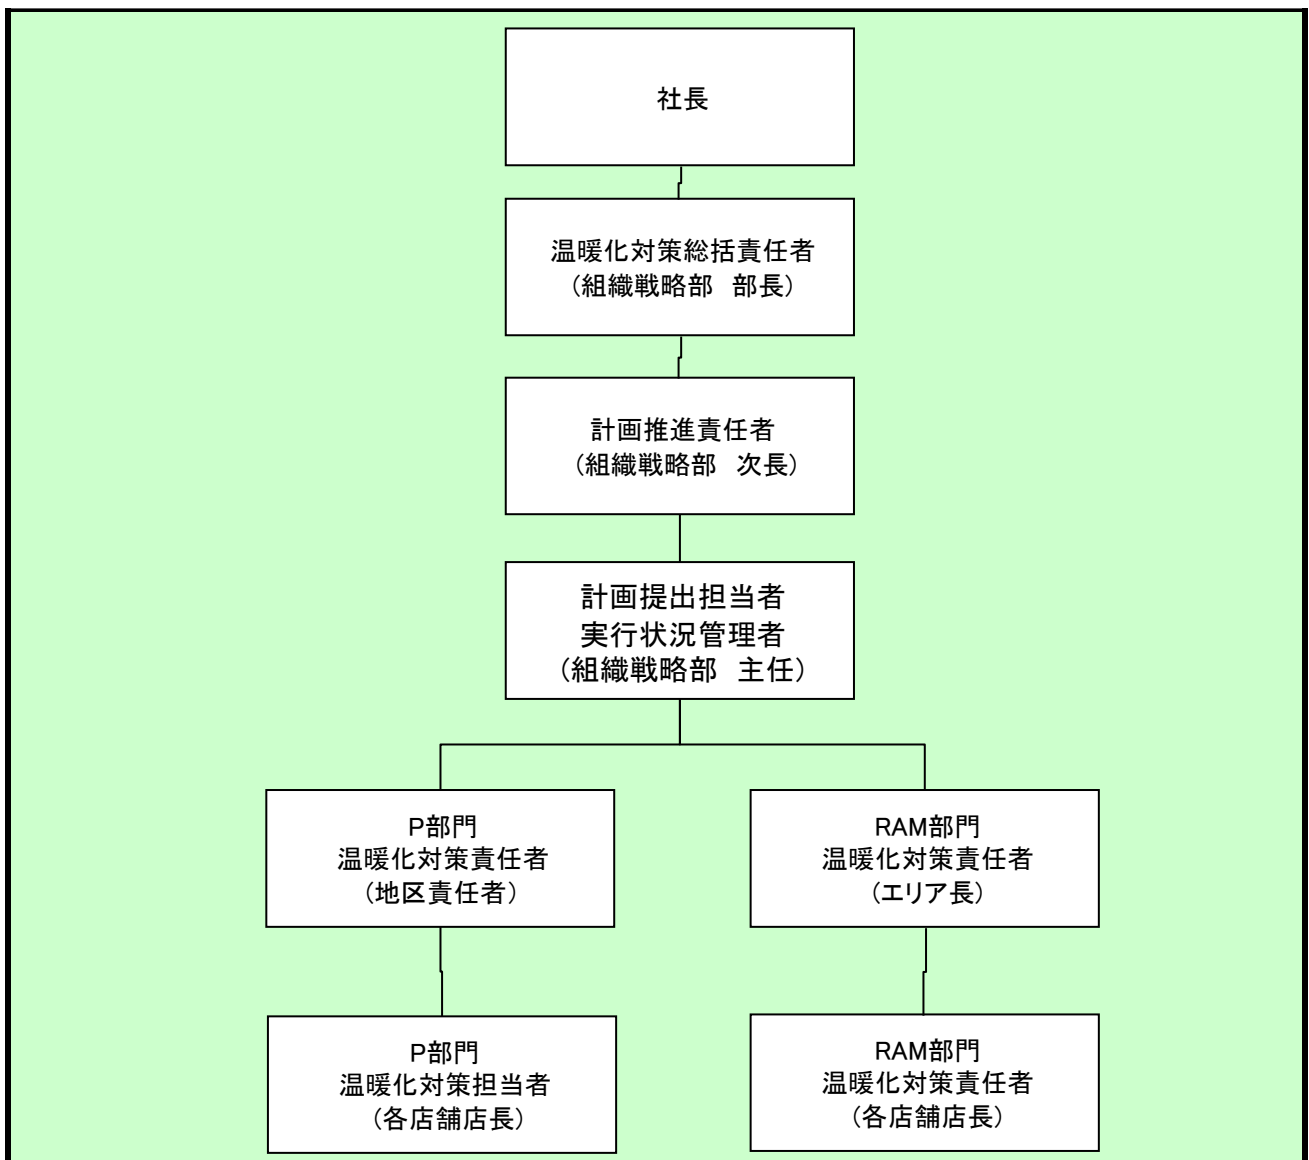 社長
温暖化対策総括責任者
（組織戦略部　部長）
計画推進責任者
（組織戦略部　次長）
計画提出担当者
実行状況管理者
（組織戦略部　主任）
P部門
温暖化対策責任者
（地区責任者）
RAM部門
温暖化対策責任者
（エリア長）
P部門
温暖化対策担当者
（各店舗店長）
RAM部門
温暖化対策責任者
（各店舗店長）